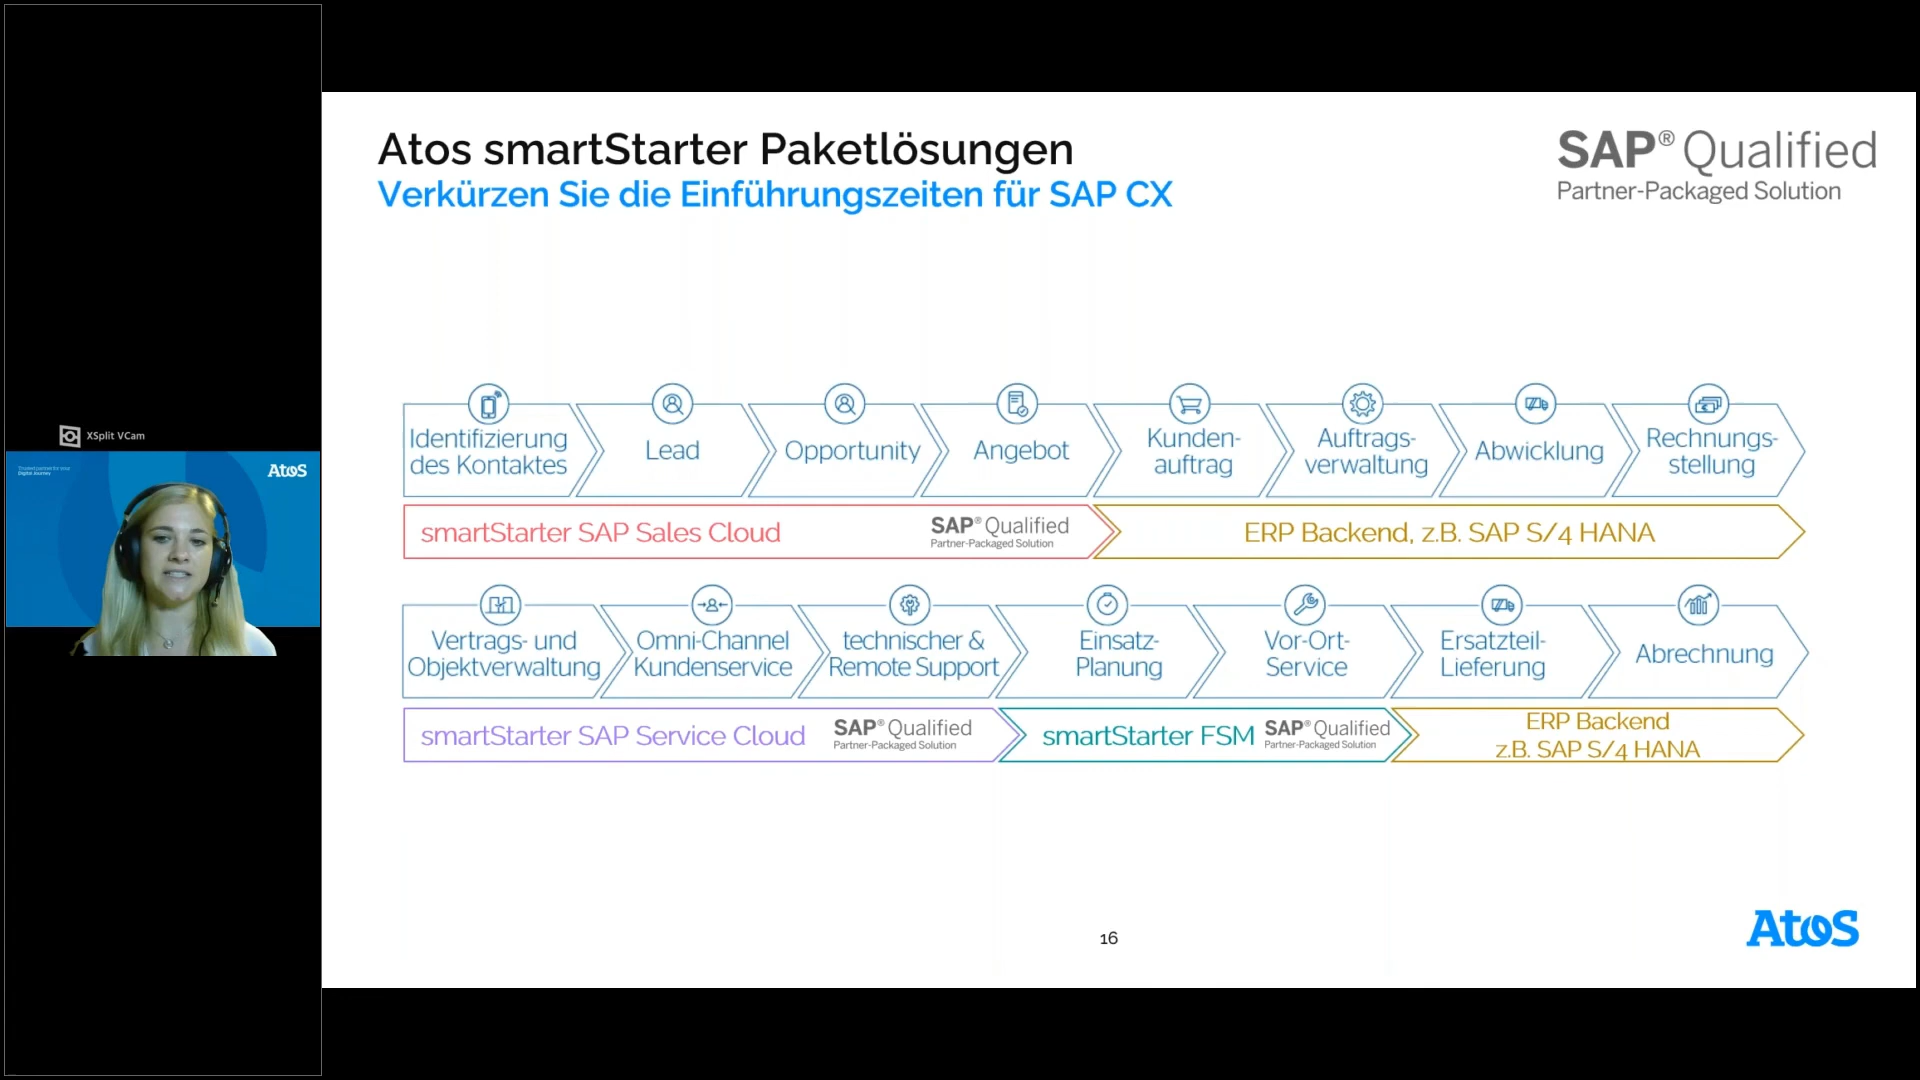 XSplit VCam
Trusted partner for your
Digital Journey
Atos
Atos smartStarter Paketlösungen
Verkürzen Sie die Einführungszeiten für SAP CX
SAP® Qualified
Partner-Packaged Solution
Identifizierung
des Kontaktes
Lead
Opportunity
Angebot
Kunden-
auftrag
Auftrags-
verwaltung
Abwicklung
Rechnungs-
stellung
smartStarter SAP Sales Cloud
SAP® Qualified
Partner-Packaged Solution
ERP Backend, z.B. SAP S/4 HANA
Vertrags- und
Objektverwaltung
Omni-Channel
Kundenservice
technischer &
Remote Support
Einsatz-
Planung
Vor-Ort-
Service
Ersatzteil-
Lieferung
Abrechnung
smartStarter SAP Service Cloud
SAP® Qualified
Partner-Packaged Solution
smartStarter FSM
SAP® Qualified
Partner-Packaged Solution
ERP Backend
z.B. SAP S/4 HANA
16
Atos